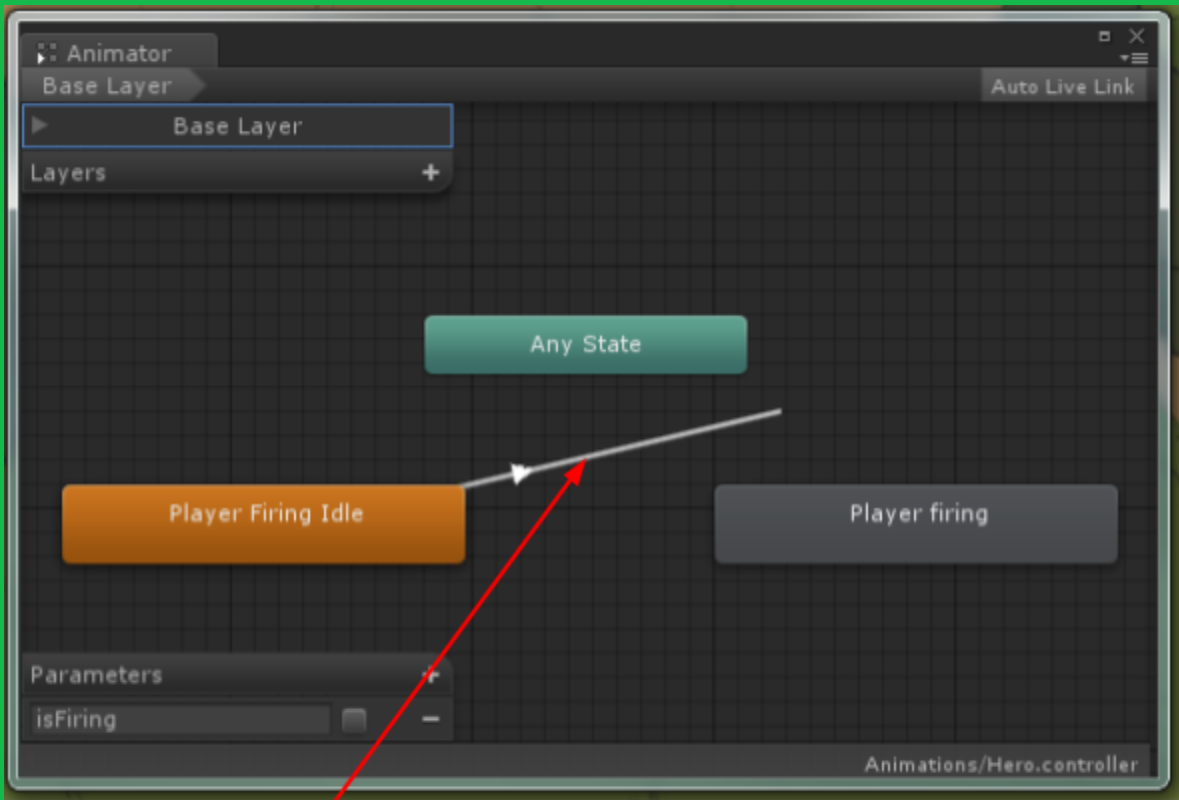 Animator
Base Layer
Auto Live Link
Base Layer
Layers
Any State
Player Firing Idle
Player firing
Parameters
isFiring
Animations/Hero.controller